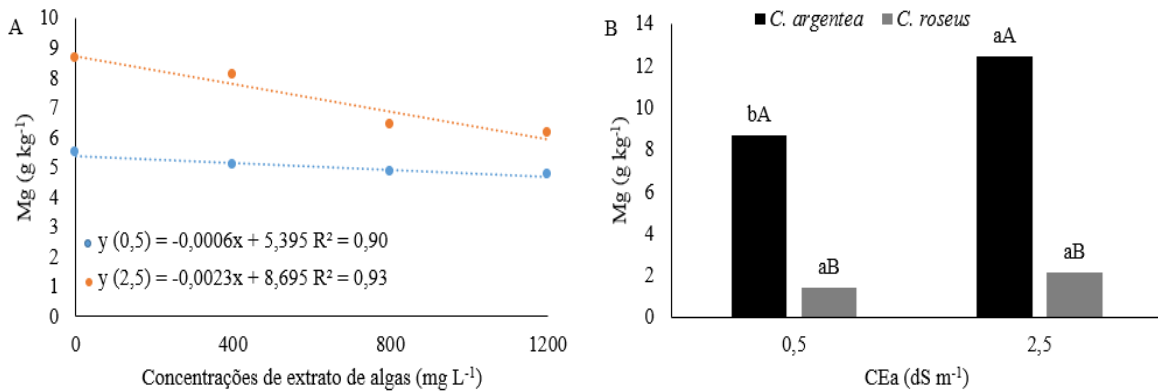 A
10
9
8
7
6
5
4
3
2
1
0
Mg (g kg⁻¹)
y (0,5) = -0,0006x + 5,395 R² = 0,90
y (2,5) = -0,0023x + 8,695 R² = 0,93
0 400 800 1200
Concentrações de extrato de algas (mg L⁻¹)
B
C. argentea C. roseus
14
12
10
8
6
4
2
0
Mg (g kg⁻¹)
bA
aB
aA
aB
0,5 2,5
CEa (dS m⁻¹)